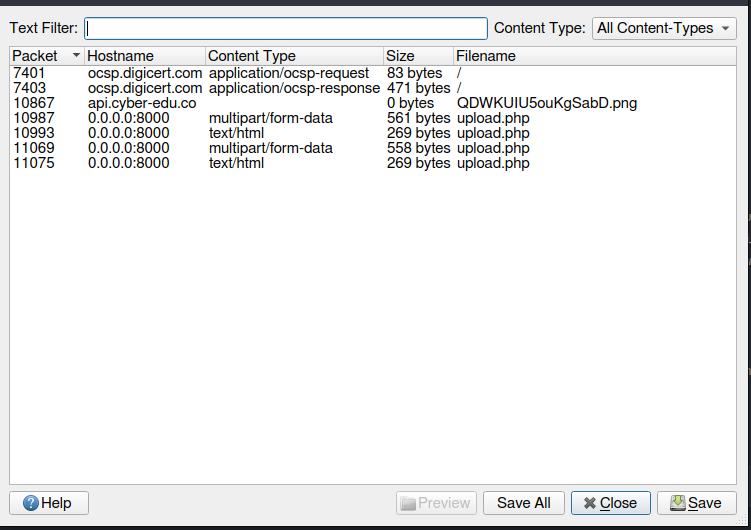 Text Filter: Content Type: All Content-Types
Packet Hostname Content Type Size Filename
7401 ocsp.digicert.com application/ocsp-request 83 bytes /
7403 ocsp.digicert.com application/ocsp-response 471 bytes /
10867 api.cyber-edu.co 0 bytes QDWKUIU5ouKgSabD.png
10987 0.0.0.0:8000 multipart/form-data 561 bytes upload.php
10993 0.0.0.0:8000 text/html 269 bytes upload.php
11069 0.0.0.0:8000 multipart/form-data 558 bytes upload.php
11075 0.0.0.0:8000 text/html 269 bytes upload.php
Help Preview Save All Close Save